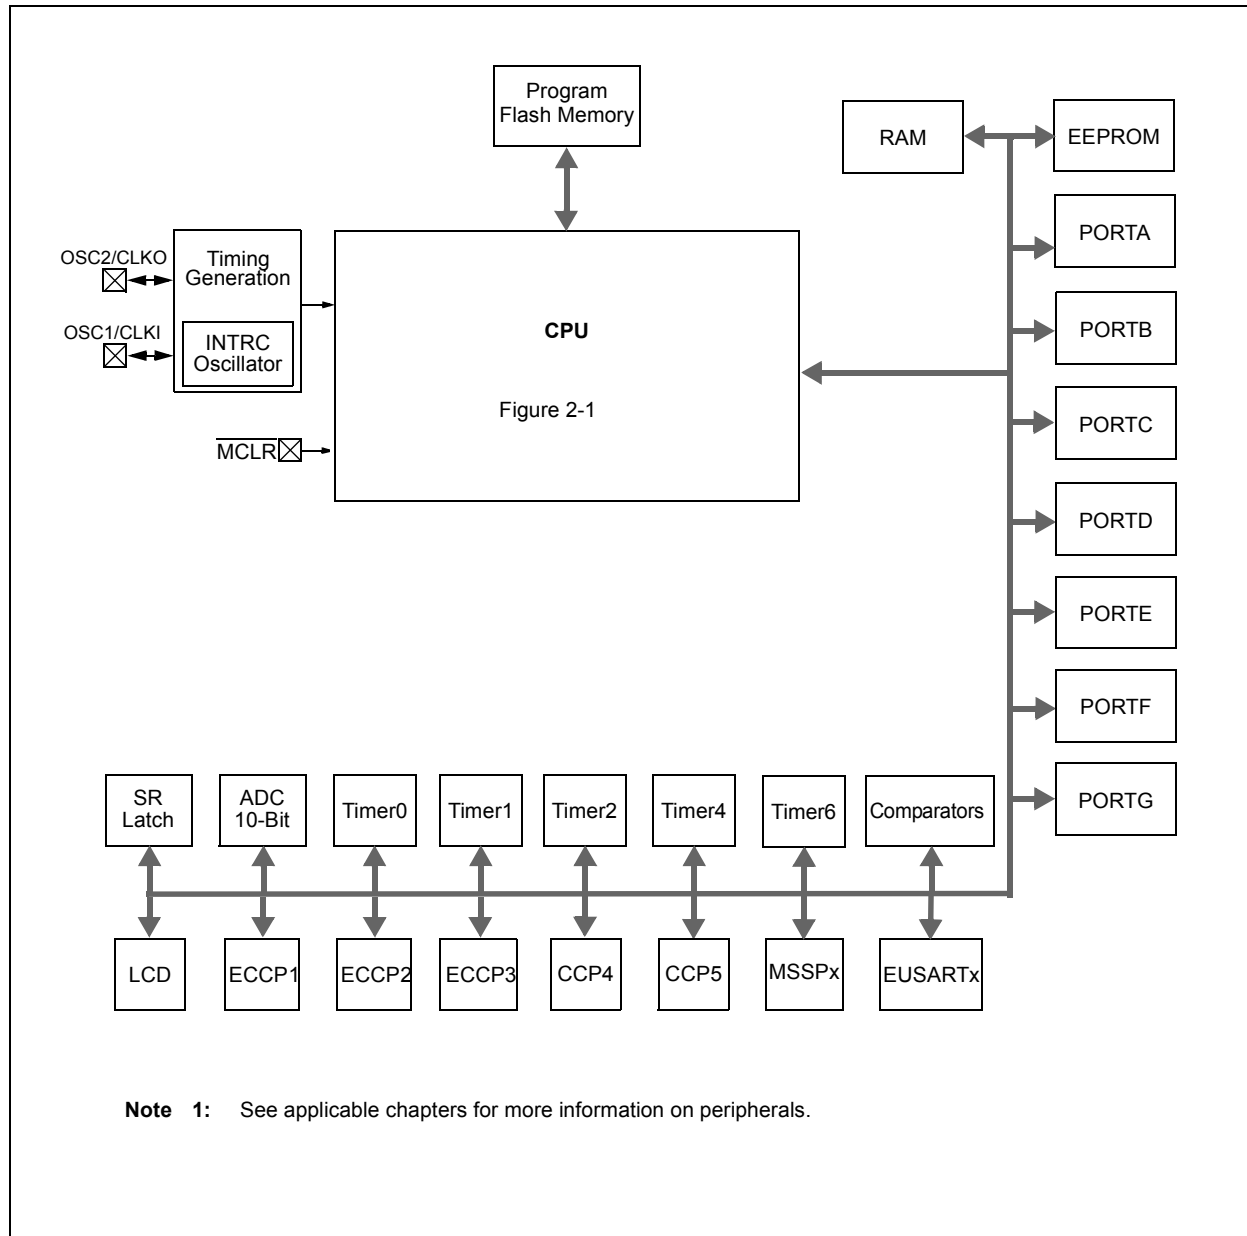 Program
Flash Memory
RAM
EEPROM
PORTA
OSC2/CLKO
Timing
Generation
OSC1/CLKI
INTRC
Oscillator
CPU
Figure 2-1
MCLR
PORTB
PORTC
PORTD
PORTE
PORTF
PORTG
SR
Latch
ADC
10-Bit
Timer0
Timer1
Timer2
Timer4
Timer6
Comparators
LCD
ECCP1
ECCP2
ECCP3
CCP4
CCP5
MSSPx
EUSARTx
Note 1: See applicable chapters for more information on peripherals.